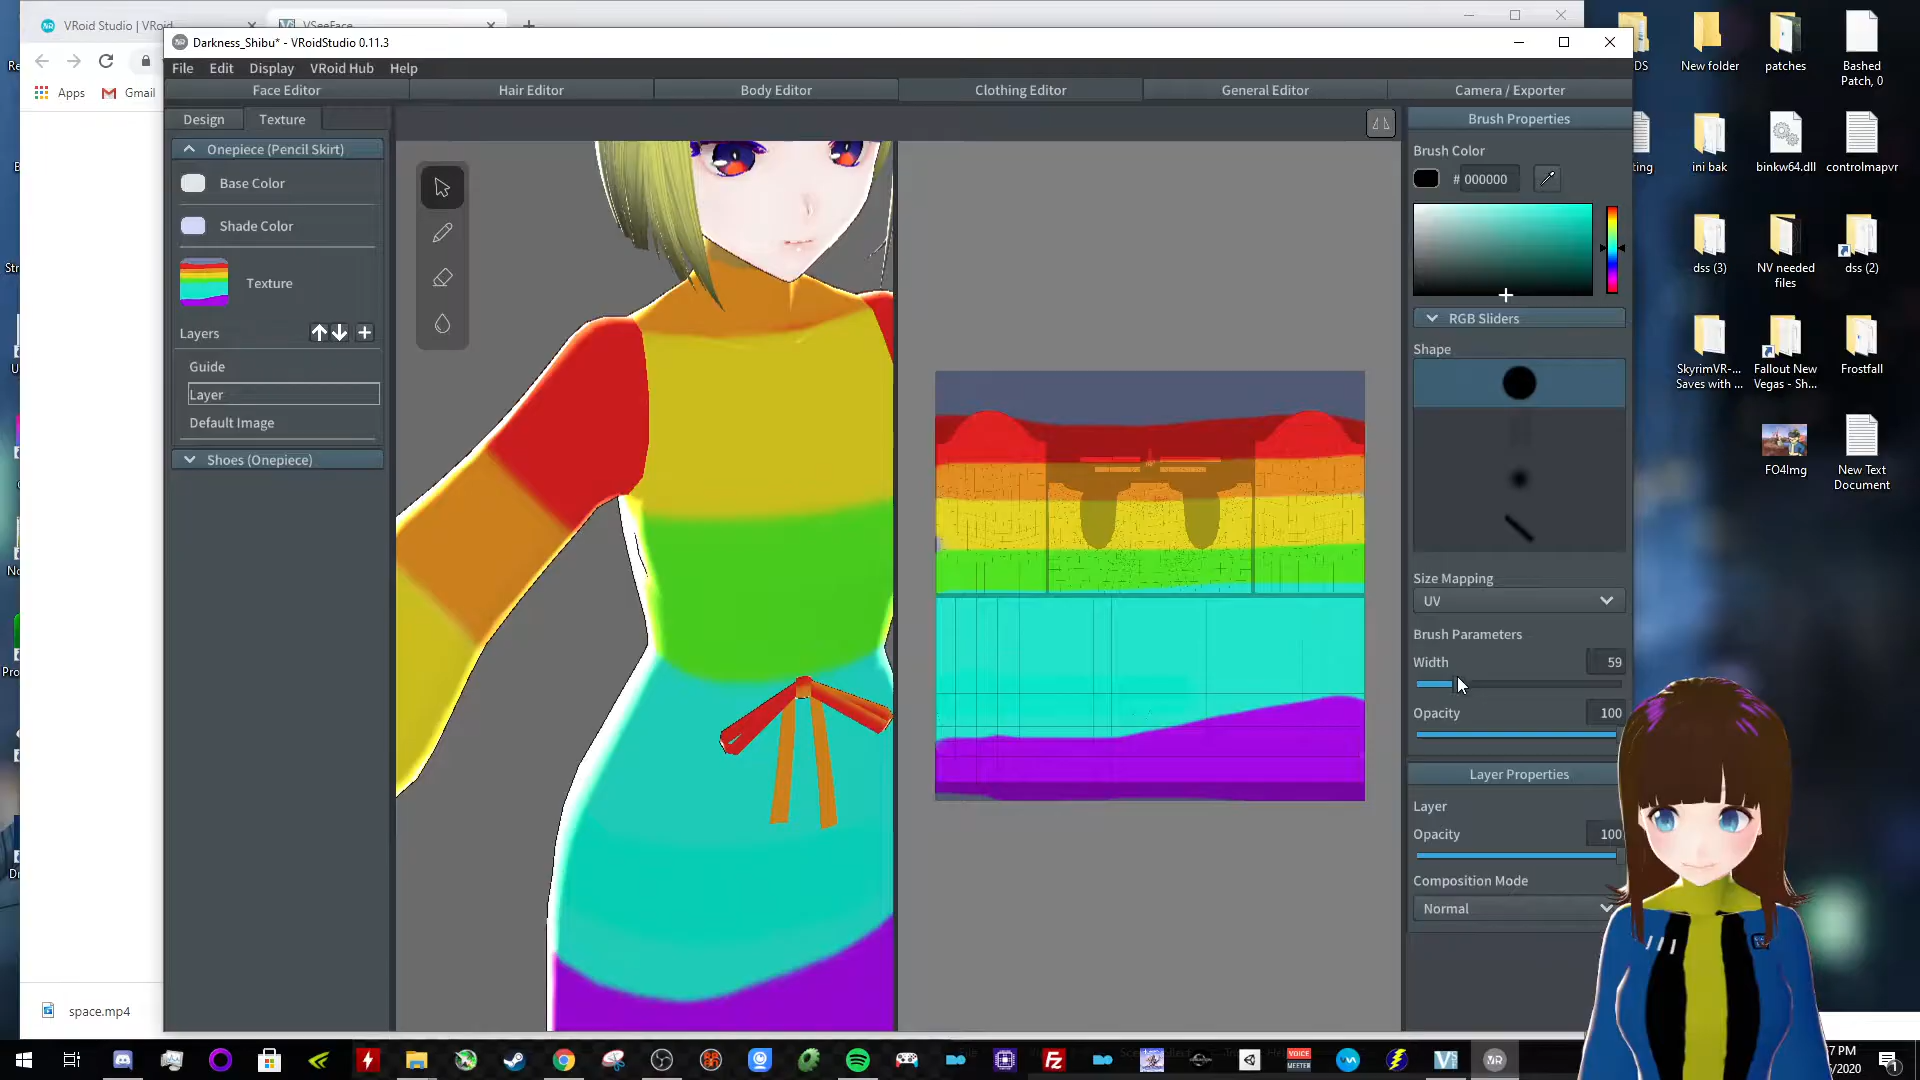 VRoid Studio | VRoid
VSeeFace
Darkness_Shibu* - VRoidStudio 0.11.3
File Edit Display VRoid Hub Help
Apps Gmail
Face Editor Hair Editor Body Editor Clothing Editor General Editor Camera / Exporter
Design Texture
Onepiece (Pencil Skirt)
Base Color
Shade Color
Texture
Layers
Guide
Layer
Default Image
Shoes (Onepiece)
Brush Properties
Brush Color
# 000000
RGB Sliders
Shape
Size Mapping
UV
Brush Parameters
Width 59
Opacity 100
Layer Properties
Layer
Opacity 100
Composition Mode
Normal
DS
New folder
patches
Bashed
Patch, 0
ting
ini bak
binkw64.dll
controlmapvr
dss (3)
NV needed
files
dss (2)
SkyrimVR-...
Saves with ...
Fallout New
Vegas - Sh...
Frostfall
FO4Img
New Text
Document
space.mp4
VOICE
MEETER
7 PM
/2020
1